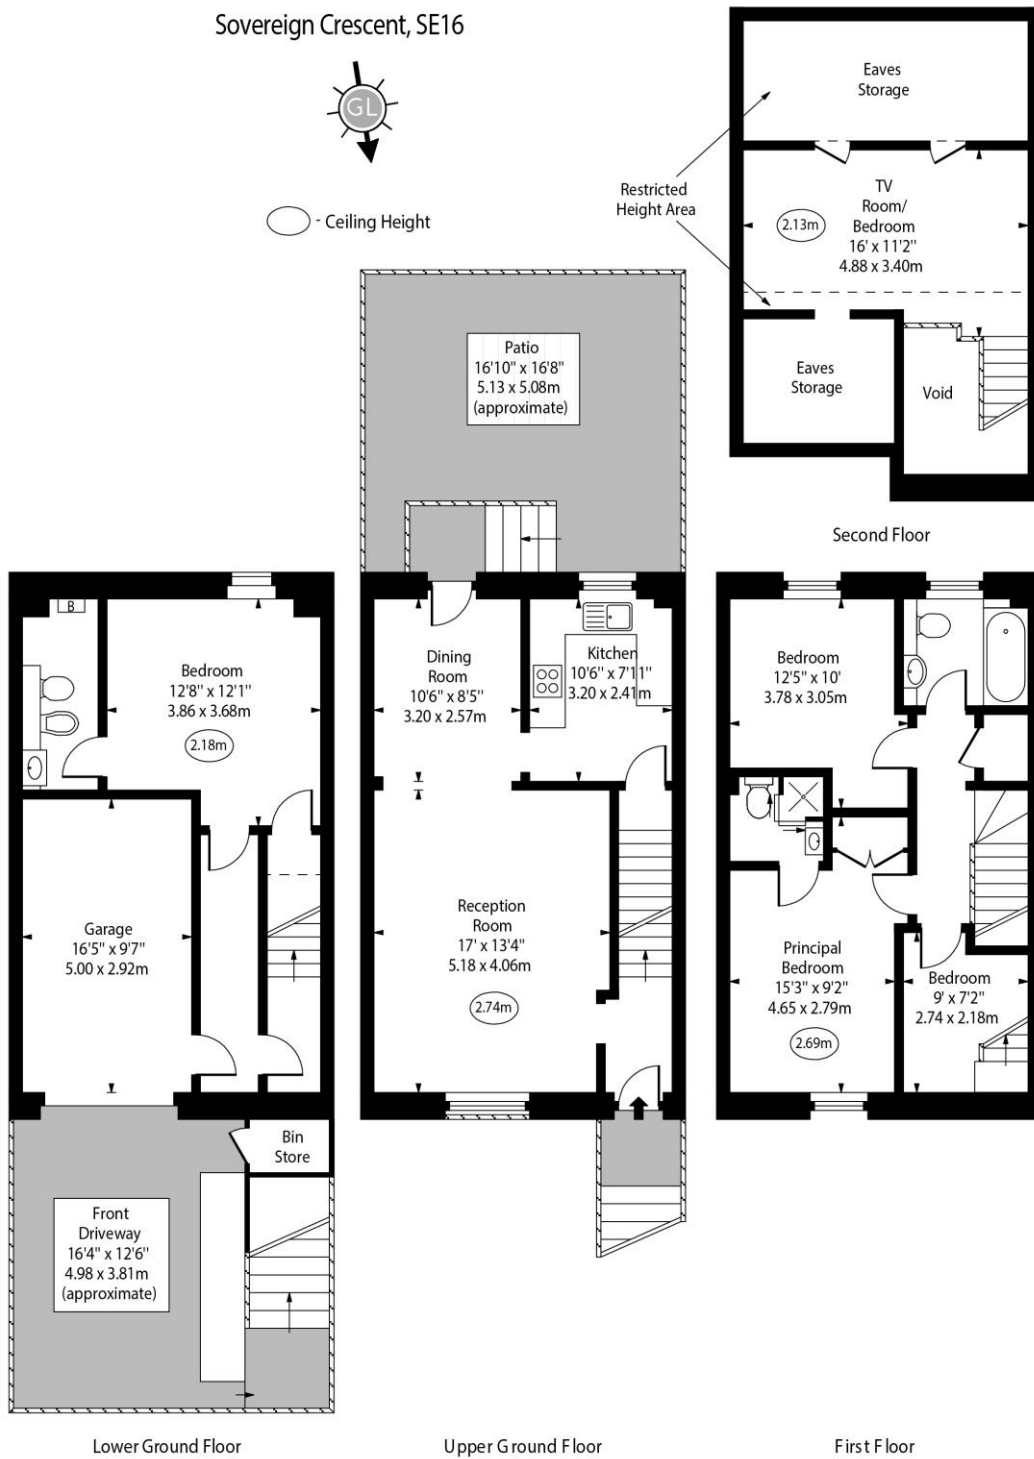 Sovereign Crescent, SE16
GL
- Ceiling Height
Eaves
Storage
Restricted
Height Area
2.13m
TV
Room/
Bedroom
16' x 11'2"
4.88 x 3.40m
Eaves
Storage
Void
Second Floor
Patio
16'10" x 16'8"
5.13 x 5.08m
(approximate)
B
Bedroom
12'8" x 12'1"
3.86 x 3.68m
2.18m
Garage
16'5" x 9'7"
5.00 x 2.92m
Bin
Store
Front
Driveway
16'4" x 12'6"
4.98 x 3.81m
(approximate)
Lower Ground Floor
Dining
Room
10'6" x 8'5"
3.20 x 2.57m
Kitchen
10'6" x 7'11"
3.20 x 2.41m
Reception
Room
17' x 13'4"
5.18 x 4.06m
2.74m
Upper Ground Floor
Bedroom
12'5" x 10'
3.78 x 3.05m
Principal
Bedroom
15'3" x 9'2"
4.65 x 2.79m
2.69m
Bedroom
9' x 7'2"
2.74 x 2.18m
First Floor